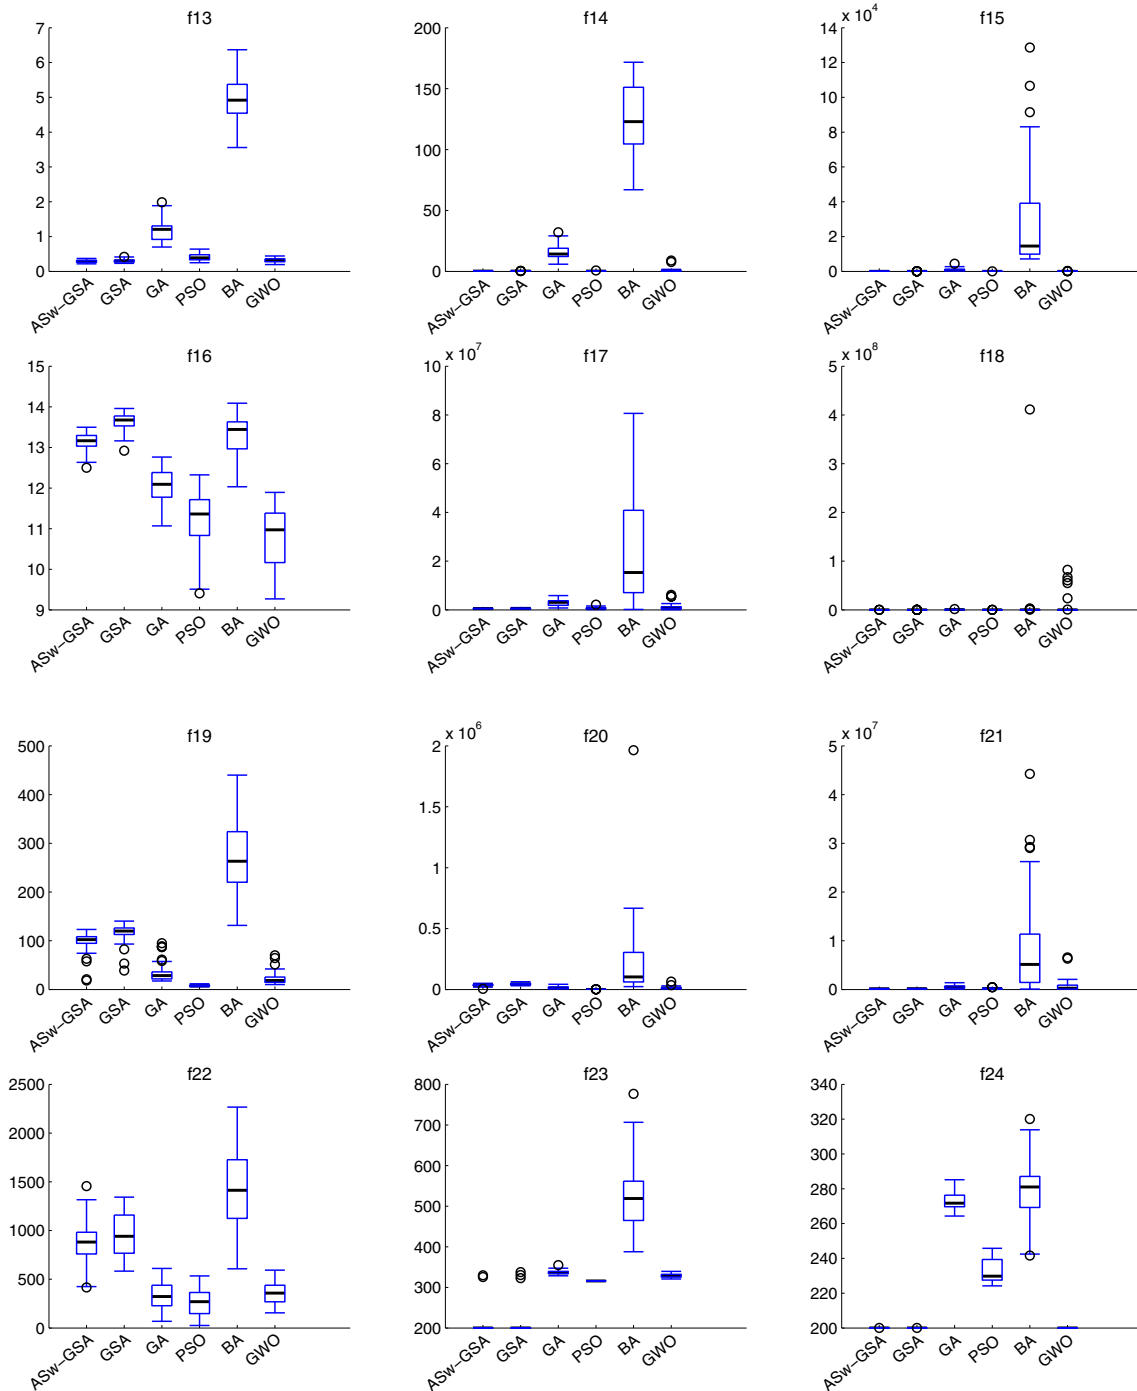 f13
7
6
5
4
3
2
1
0
ASw-GSA GSA GA PSO BA GWO
f14
200
150
100
50
0
ASw-GSA GSA GA PSO BA GWO
x 10^4
f15
14
12
10
8
6
4
2
0
ASw-GSA GSA GA PSO BA GWO
f16
15
14
13
12
11
10
9
ASw-GSA GSA GA PSO BA GWO
x 10^7
f17
10
8
6
4
2
0
ASw-GSA GSA GA PSO BA GWO
x 10^8
f18
5
4
3
2
1
0
ASw-GSA GSA GA PSO BA GWO
f19
500
400
300
200
100
0
ASw-GSA GSA GA PSO BA GWO
x 10^6
f20
2
1.5
1
0.5
0
ASw-GSA GSA GA PSO BA GWO
x 10^7
f21
5
4
3
2
1
0
ASw-GSA GSA GA PSO BA GWO
f22
2500
2000
1500
1000
500
0
ASw-GSA GSA GA PSO BA GWO
f23
800
700
600
500
400
300
200
ASw-GSA GSA GA PSO BA GWO
f24
340
320
300
280
260
240
220
200
ASw-GSA GSA GA PSO BA GWO